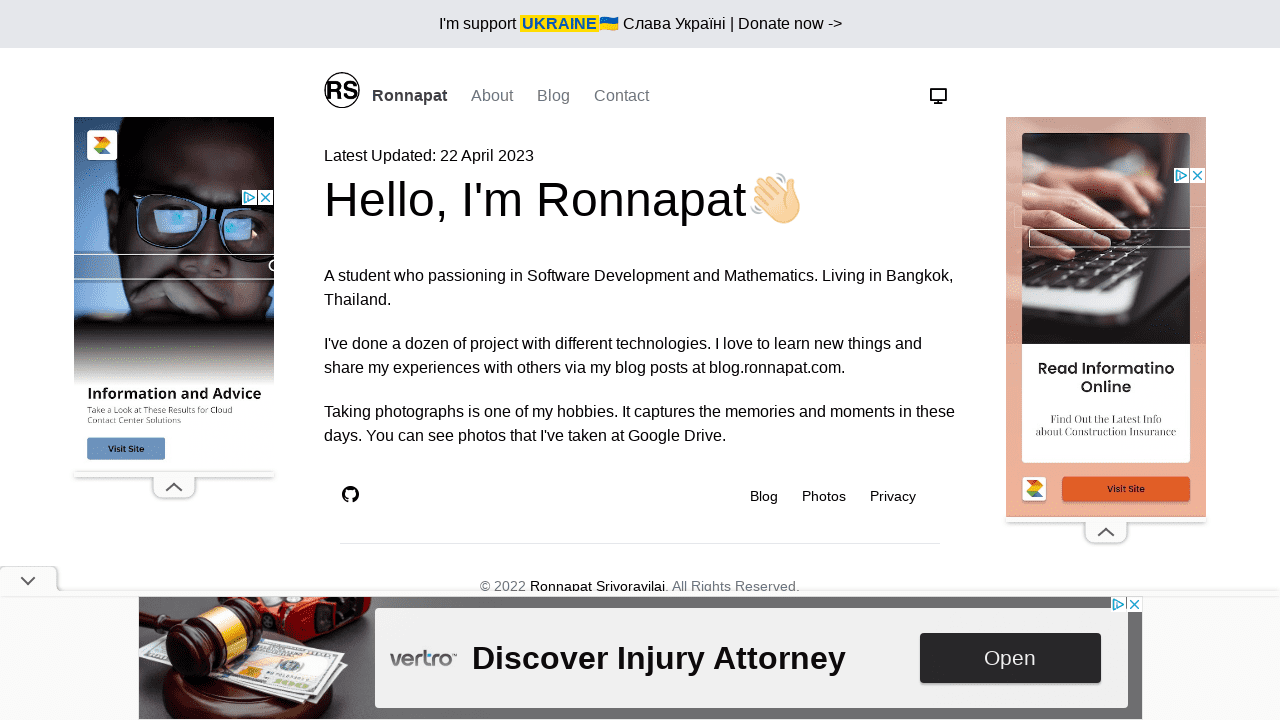 I'm support UKRAINE🇺🇦 Слава Україні | Donate now ->
RS Ronnapat About Blog Contact
Latest Updated: 22 April 2023
Hello, I'm Ronnapat👋🏼
A student who passioning in Software Development and Mathematics. Living in Bangkok,
Thailand.
I've done a dozen of project with different technologies. I love to learn new things and
share my experiences with others via my blog posts at blog.ronnapat.com.
Taking photographs is one of my hobbies. It captures the memories and moments in these
days. You can see photos that I've taken at Google Drive.
Blog Photos Privacy
© 2022 Ronnapat Srivoravilai. All Rights Reserved.
Information and Advice
Take a Look at These Results for Cloud
Contact Center Solutions
Visit Site
Read Informatino
Online
Find Out the Latest Info
about Construction Insurance
Visit Site
vertro™ Discover Injury Attorney Open